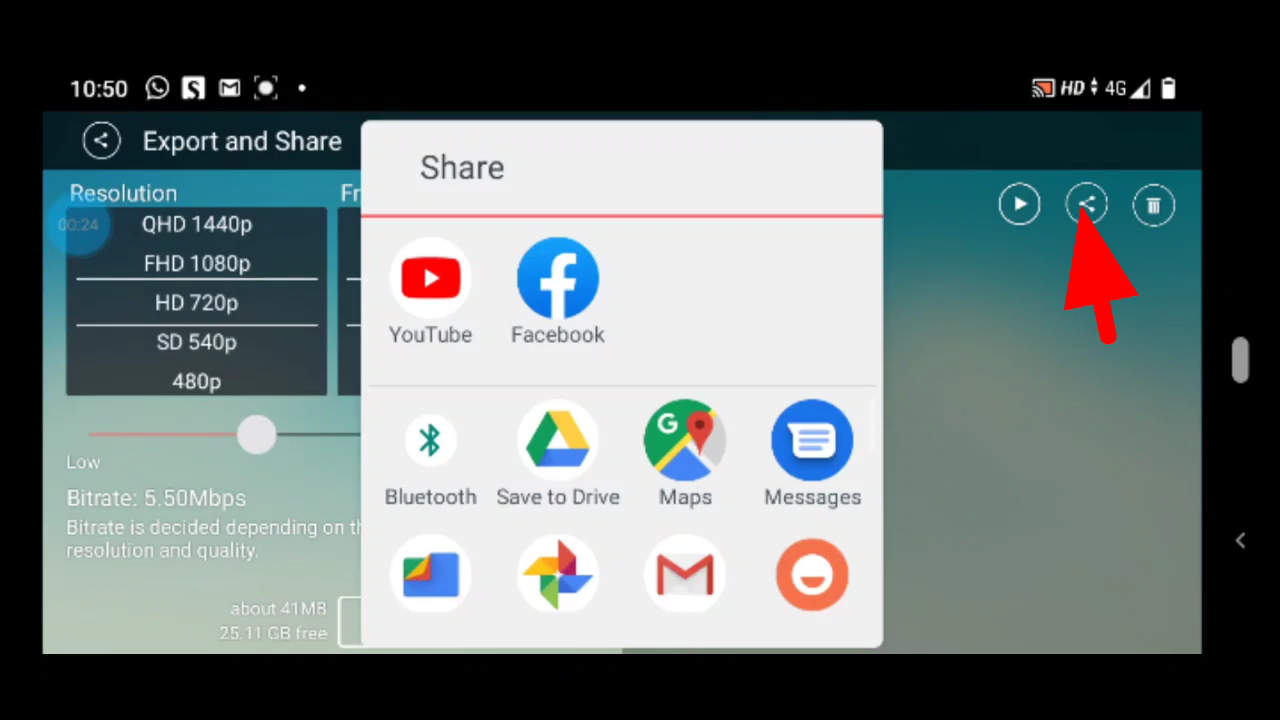 10:50
HD 4G
Export and Share
Share
Resolution
Fr
00:24
QHD 1440p
FHD 1080p
HD 720p
SD 540p
480p
Low
Bitrate: 5.50Mbps
Bitrate is decided depending on th
resolution and quality.
about 41MB
25.11 GB free
YouTube
Facebook
Bluetooth
Save to Drive
Maps
Messages